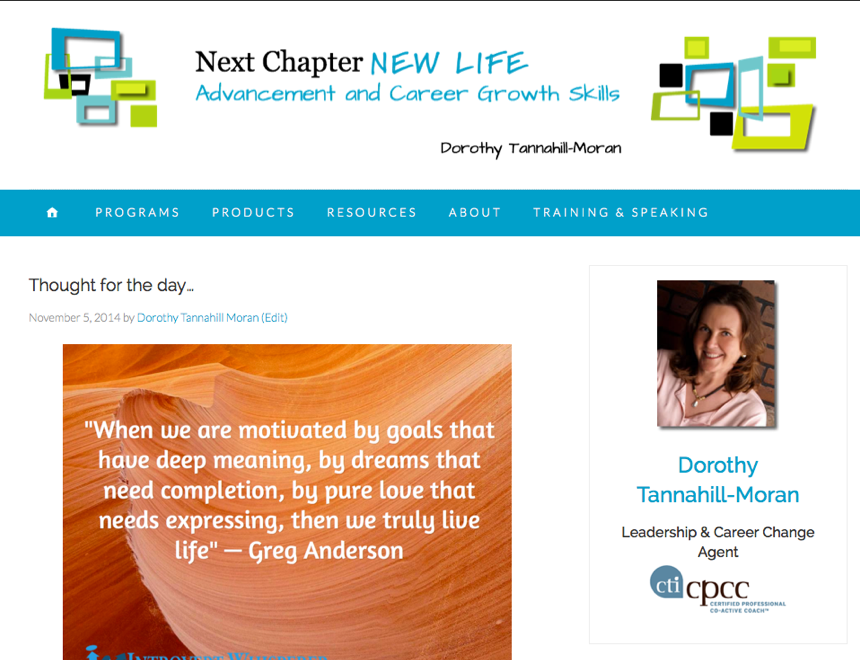 Next Chapter NEW LIFE
Advancement and Career Growth Skills
Dorothy Tannahill-Moran
PROGRAMS PRODUCTS RESOURCES ABOUT TRAINING & SPEAKING
Thought for the day...
November 5, 2014 by Dorothy Tannahill Moran (Edit)
"When we are motivated by goals that
have deep meaning, by dreams that
need completion, by pure love that
needs expressing, then we truly live
life" — Greg Anderson
INTROVERT WHISPERER
Dorothy
Tannahill-Moran
Leadership & Career Change
Agent
cti cpcc
CERTIFIED PROFESSIONAL
CO-ACTIVE COACH™